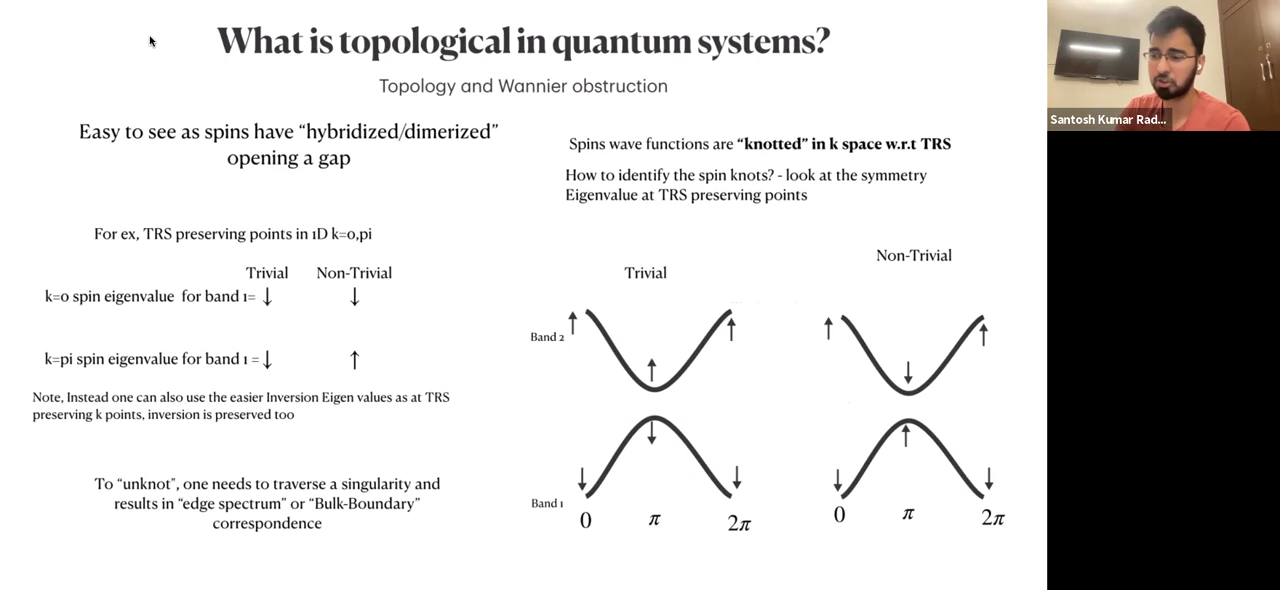 What is topological in quantum systems?
Topology and Wannier obstruction
Easy to see as spins have “hybridized/dimerized”
opening a gap
For ex, TRS preserving points in 1D k=0,pi
Trivial Non-Trivial
k=0 spin eigenvalue for band 1= ↓ ↓
k=pi spin eigenvalue for band 1 = ↓ ↑
Note, Instead one can also use the easier Inversion Eigen values as at TRS
preserving k points, inversion is preserved too
To “unknot”, one needs to traverse a singularity and
results in “edge spectrum” or “Bulk-Boundary”
correspondence
Spins wave functions are “knotted” in k space w.r.t TRS
How to identify the spin knots? - look at the symmetry
Eigenvalue at TRS preserving points
Trivial
Band 2
Band 1
0 π 2π
Non-Trivial
0 π 2π
Santosh Kumar Rad...